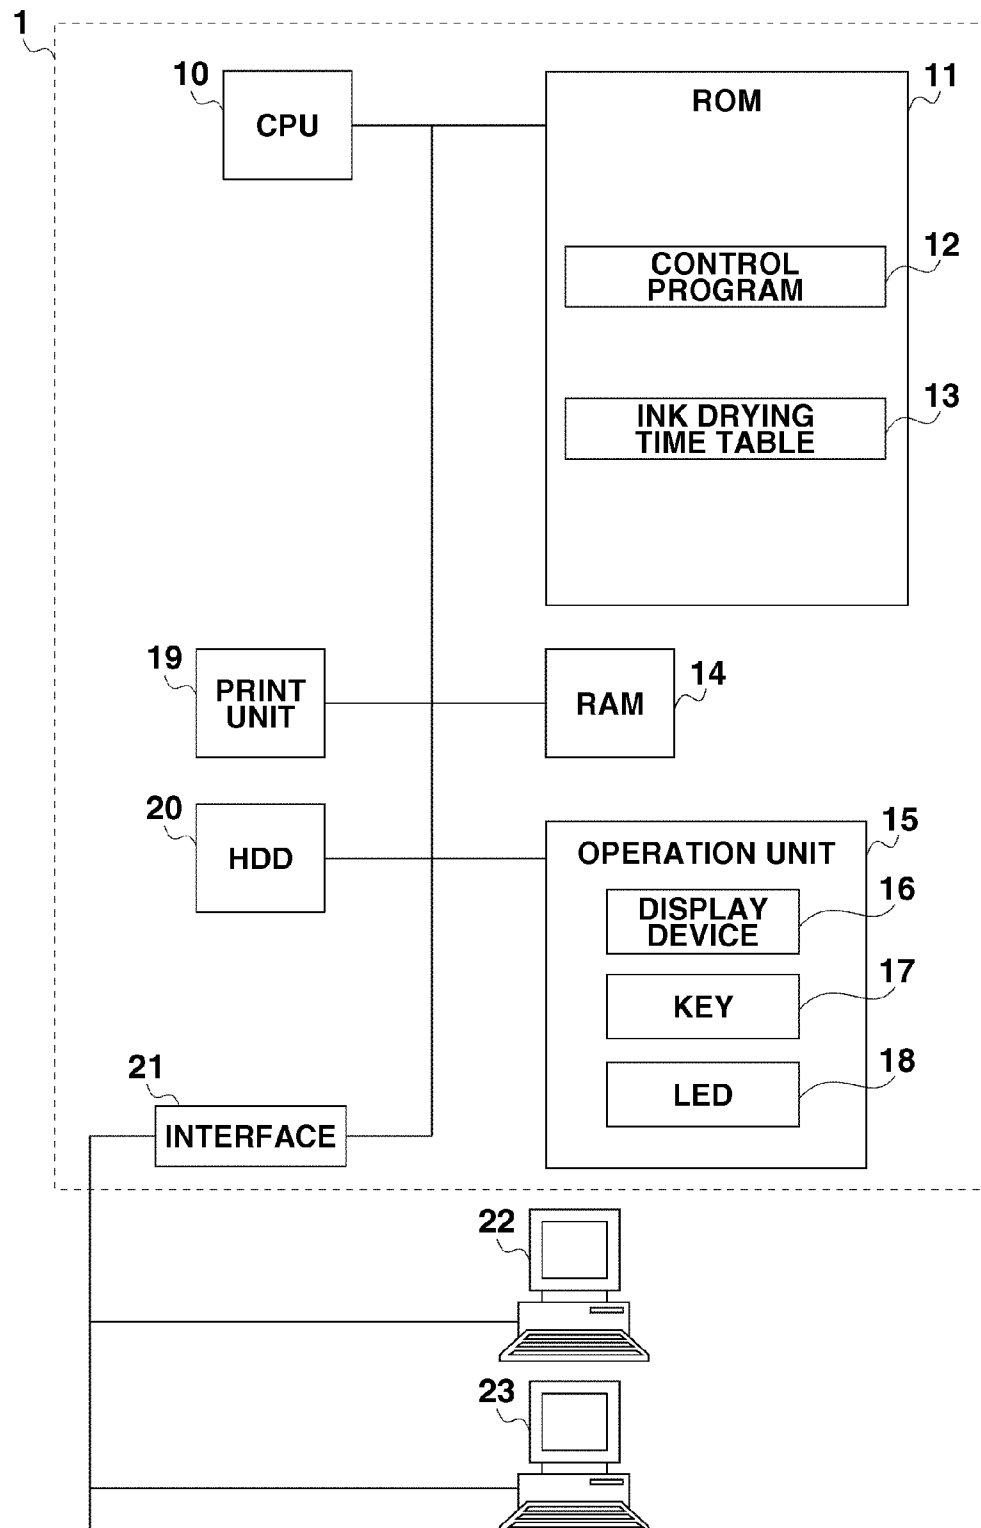 1
10
CPU
ROM
11
CONTROL
PROGRAM
12
INK DRYING
TIME TABLE
13
19
PRINT
UNIT
RAM
14
20
HDD
OPERATION UNIT
15
DISPLAY
DEVICE
16
KEY
17
LED
18
21
INTERFACE
22
23